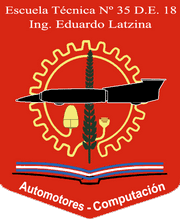 Escuela Técnica Nº 35 D.E. 18
Ing. Eduardo Latzina
Automotores - Computación